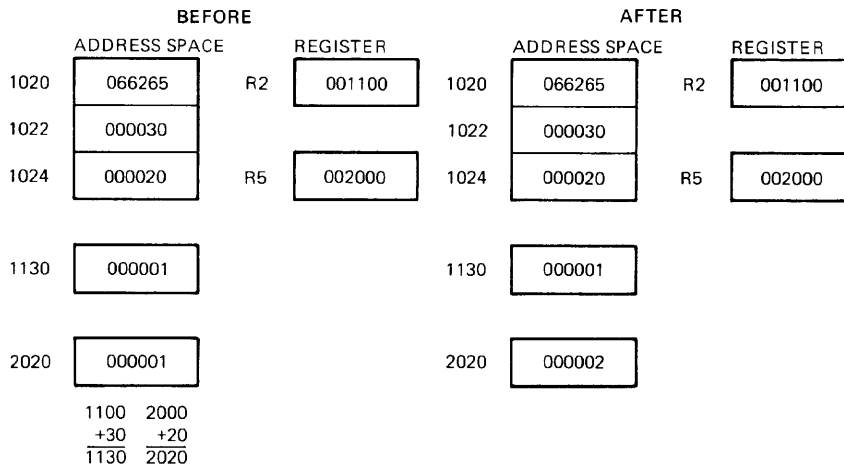 BEFORE AFTER
ADDRESS SPACE REGISTER ADDRESS SPACE REGISTER
1020 066265 R2 001100 1020 066265 R2 001100
1022 000030 1022 000030
1024 000020 R5 002000 1024 000020 R5 002000
1130 000001 1130 000001
2020 000001 2020 000002
1100 2000
+30 +20
1130 2020